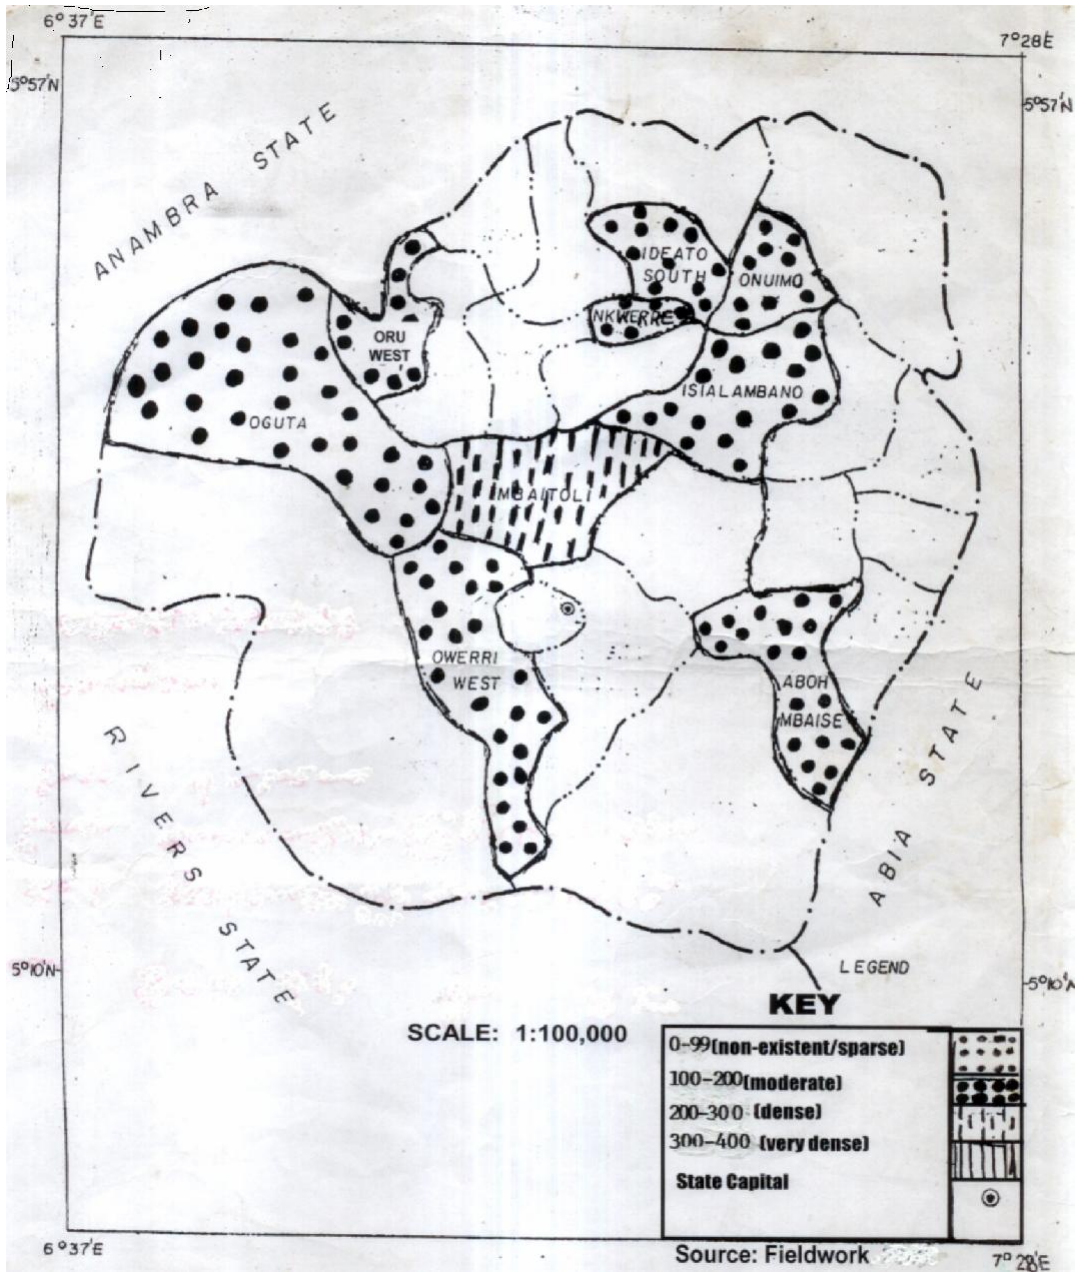 6°37'E
7°28'E
5°57'N
5°57'N
ANAMBRA STATE
IDEATO
SOUTH
ONUIMO
NKWERRE
ORU
WEST
ISIALAMBANO
OGUTA
MBAITOLI
OWERRI
WEST
ABOH
MBAISE
RIVERS STATE
ABIA STATE
5°10'N
LEGEND
5°10'N
KEY
SCALE: 1:100,000
0-99(non-existent/sparse)
100-200(moderate)
200-300 (dense)
300-400 (very dense)
State Capital
Source: Fieldwork
6°37'E
7°28'E